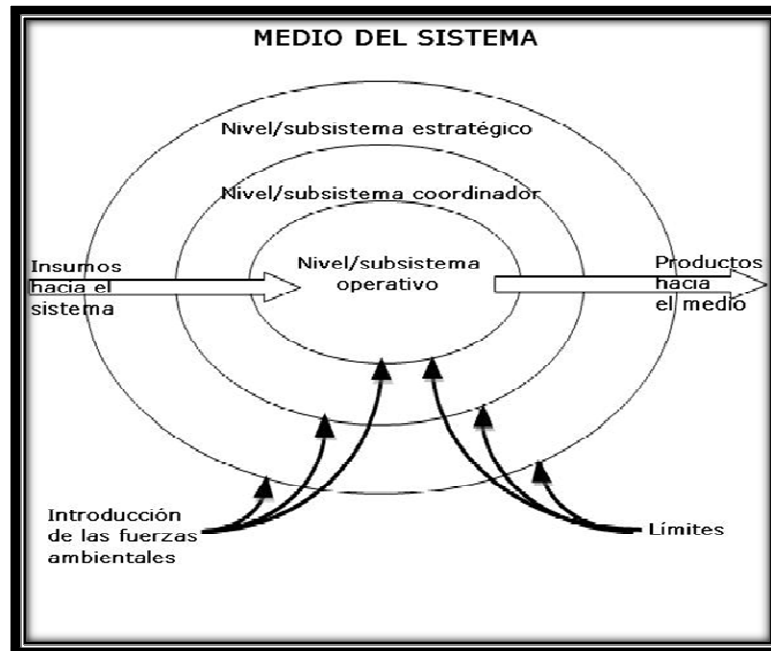 MEDIO DEL SISTEMA
Nivel/subsistema estratégico
Nivel/subsistema coordinador
Nivel/subsistema
operativo
Insumos
hacia el
sistema
Productos
hacia
el medio
Introducción
de las fuerzas
ambientales
Límites